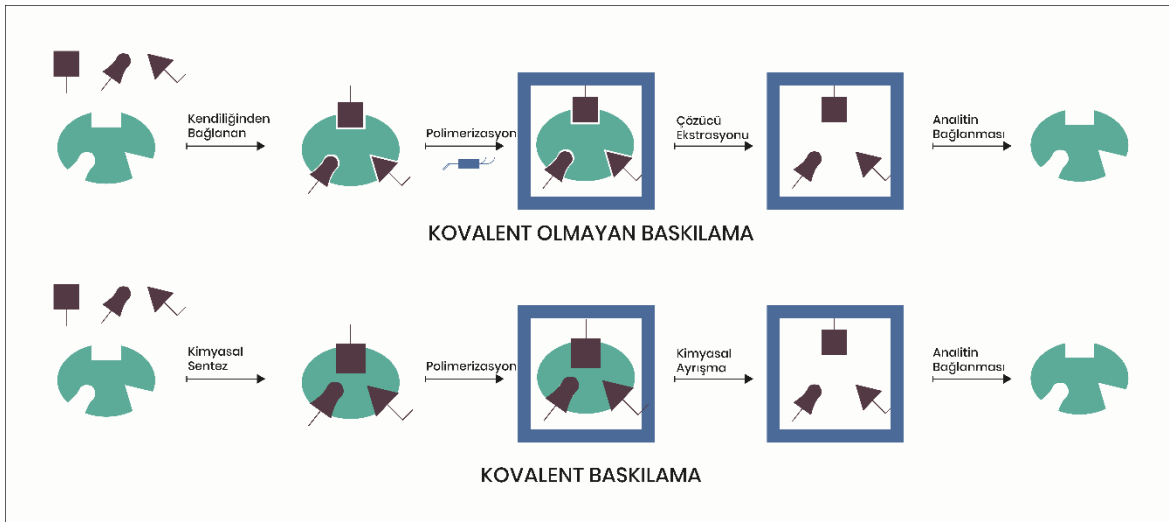 Kendiliğinden
Bağlanan
Polimerizasyon
Çözücü
Ekstrasyonu
Analitin
Bağlanması
KOVALENT OLMAYAN BASKILAMA
Kimyasal
Sentez
Polimerizasyon
Kimyasal
Ayrışma
Analitin
Bağlanması
KOVALENT BASKILAMA